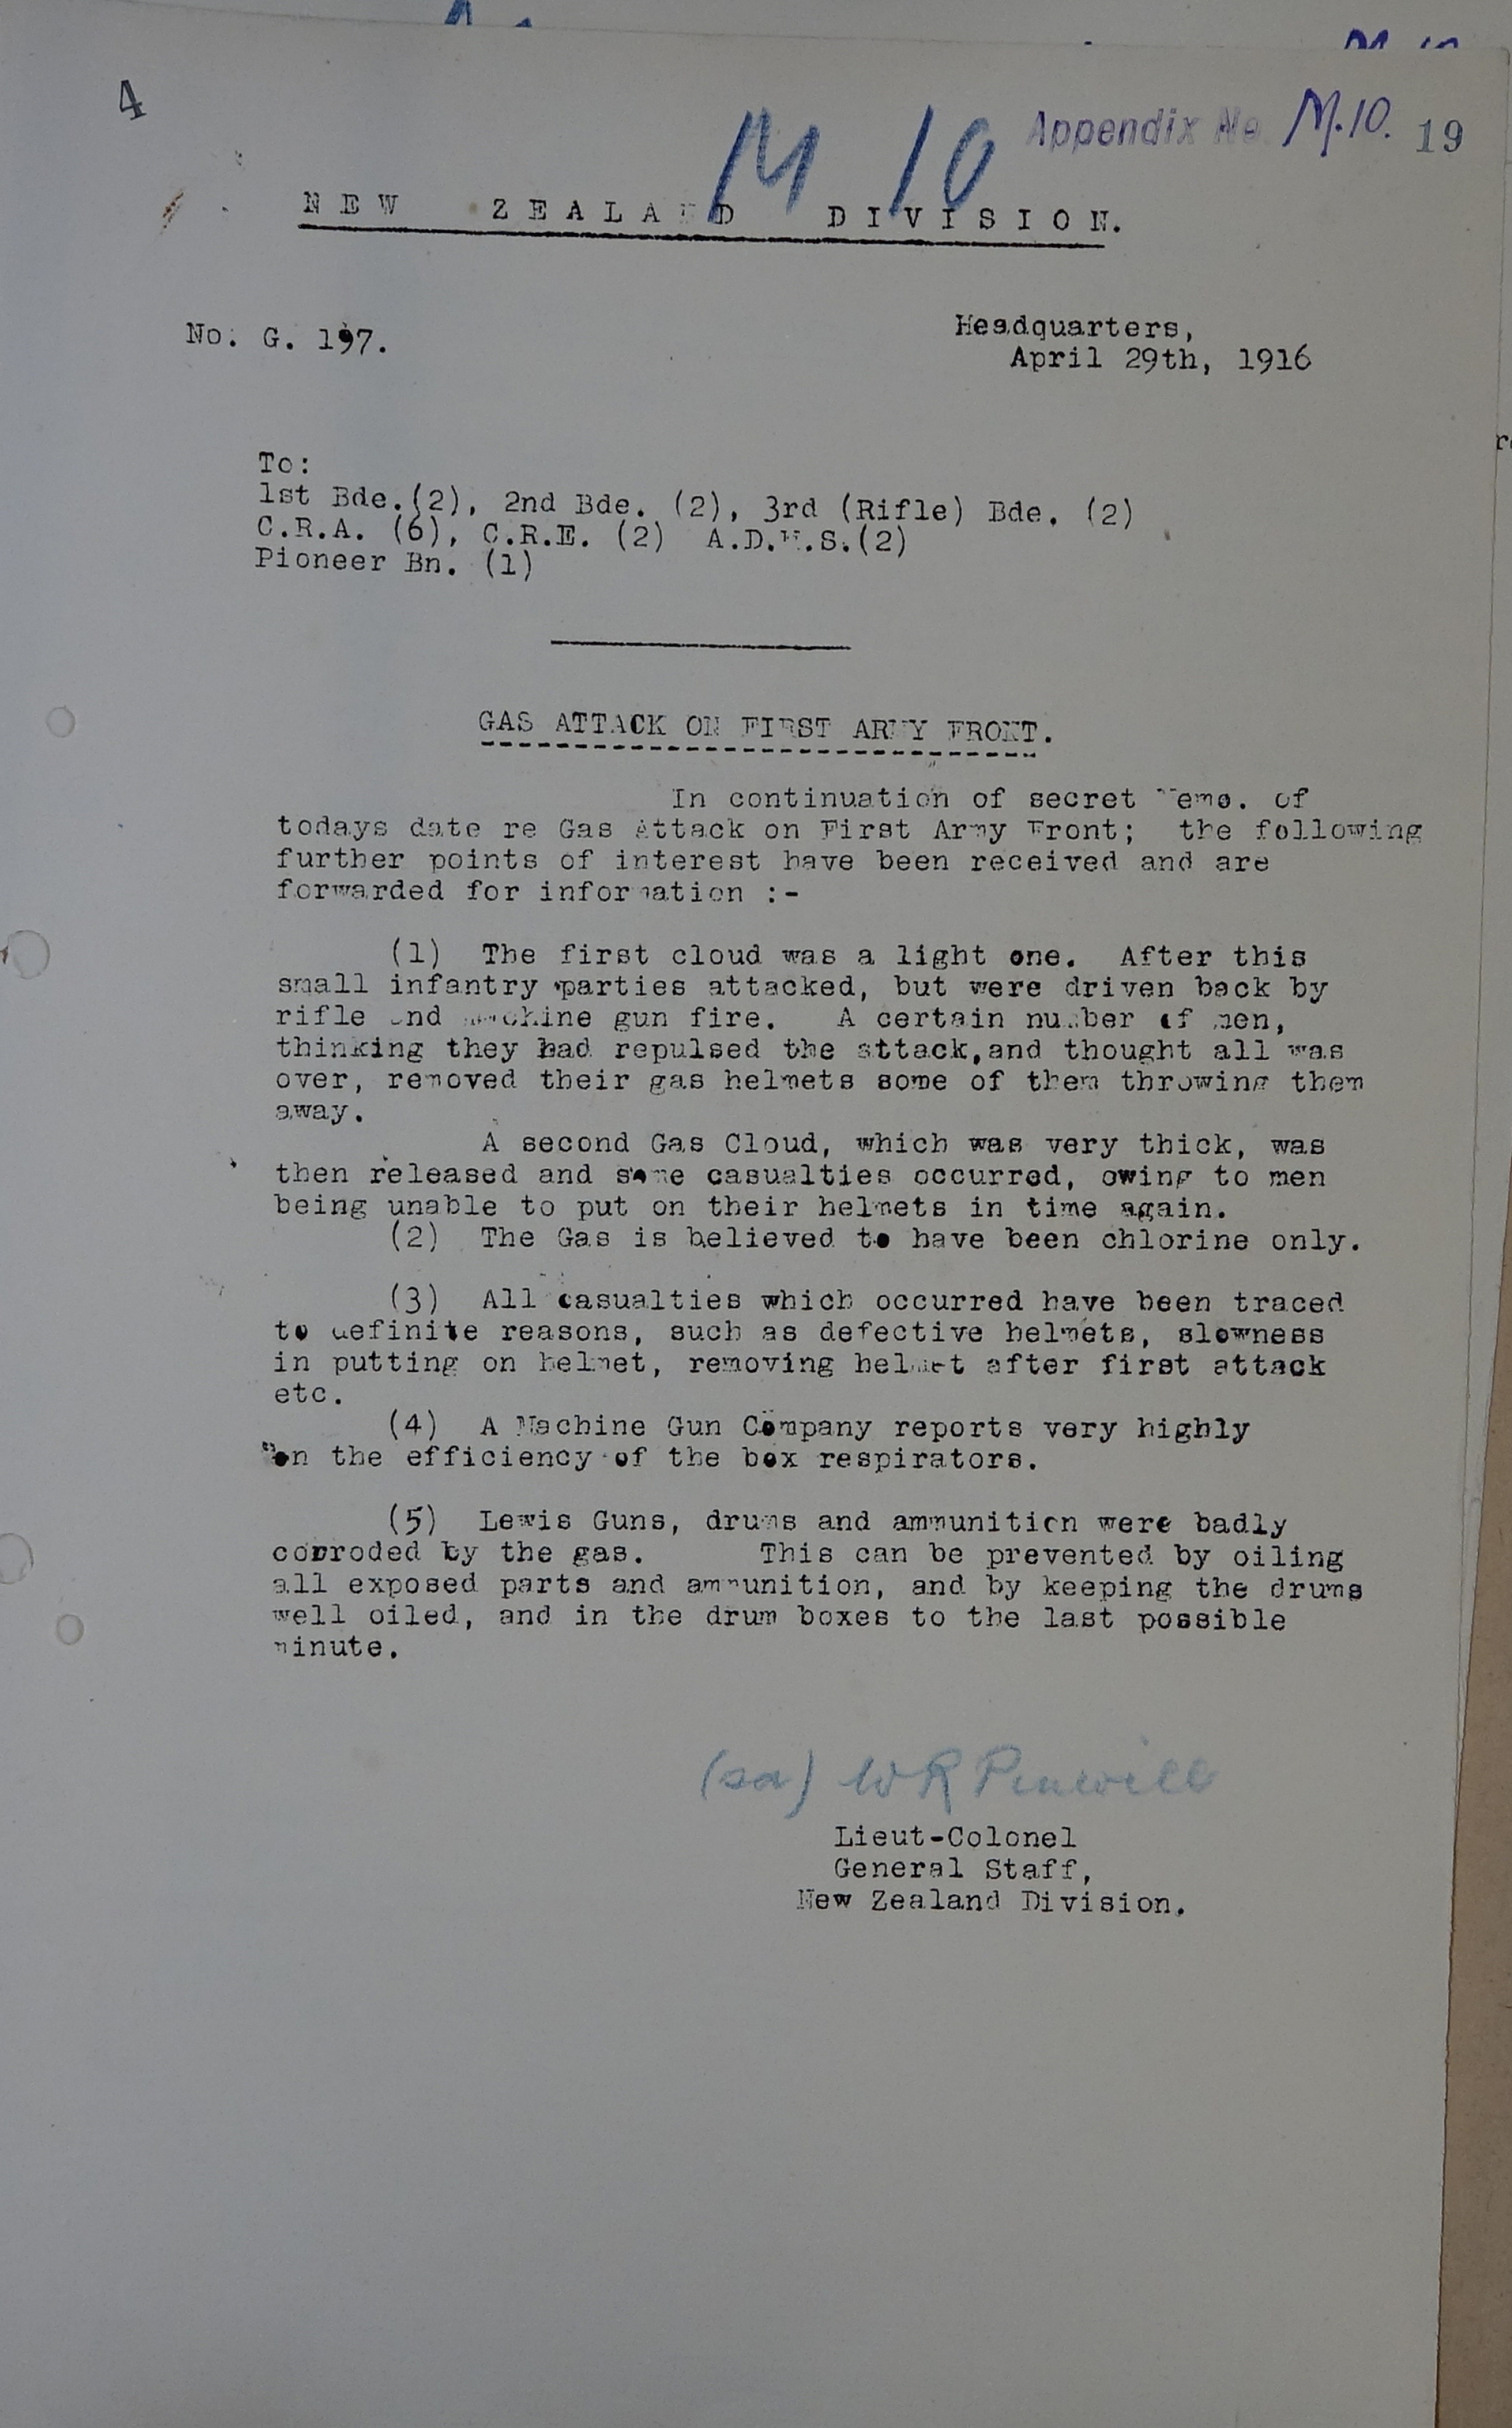 4
M 10
Appendix No. M.10. 19
NEW ZEALAND DIVISION.
No. G. 197.
Headquarters,
April 29th, 1916
To:
1st Bde.(2), 2nd Bde. (2), 3rd (Rifle) Bde. (2)
C.R.A. (6), C.R.E. (2) A.D.M.S.(2)
Pioneer Bn. (1)
GAS ATTACK ON FIRST ARMY FRONT.
In continuation of secret Memo. of
todays date re Gas Attack on First Army Front; the following
further points of interest have been received and are
forwarded for information :-
(1) The first cloud was a light one. After this
small infantry parties attacked, but were driven back by
rifle and machine gun fire. A certain number of men,
thinking they had repulsed the attack,and thought all was
over, removed their gas helmets some of them throwing them
away.
A second Gas Cloud, which was very thick, was
then released and some casualties occurred, owing to men
being unable to put on their helmets in time again.
(2) The Gas is believed to have been chlorine only.
(3) All casualties which occurred have been traced
to definite reasons, such as defective helmets, slowness
in putting on helmet, removing helmet after first attack
etc.
(4) A Machine Gun Company reports very highly
on the efficiency of the box respirators.
(5) Lewis Guns, drums and ammunition were badly
corroded by the gas. This can be prevented by oiling
all exposed parts and ammunition, and by keeping the drums
well oiled, and in the drum boxes to the last possible
minute.
(sd) W R Pinwill
Lieut-Colonel
General Staff,
New Zealand Division.